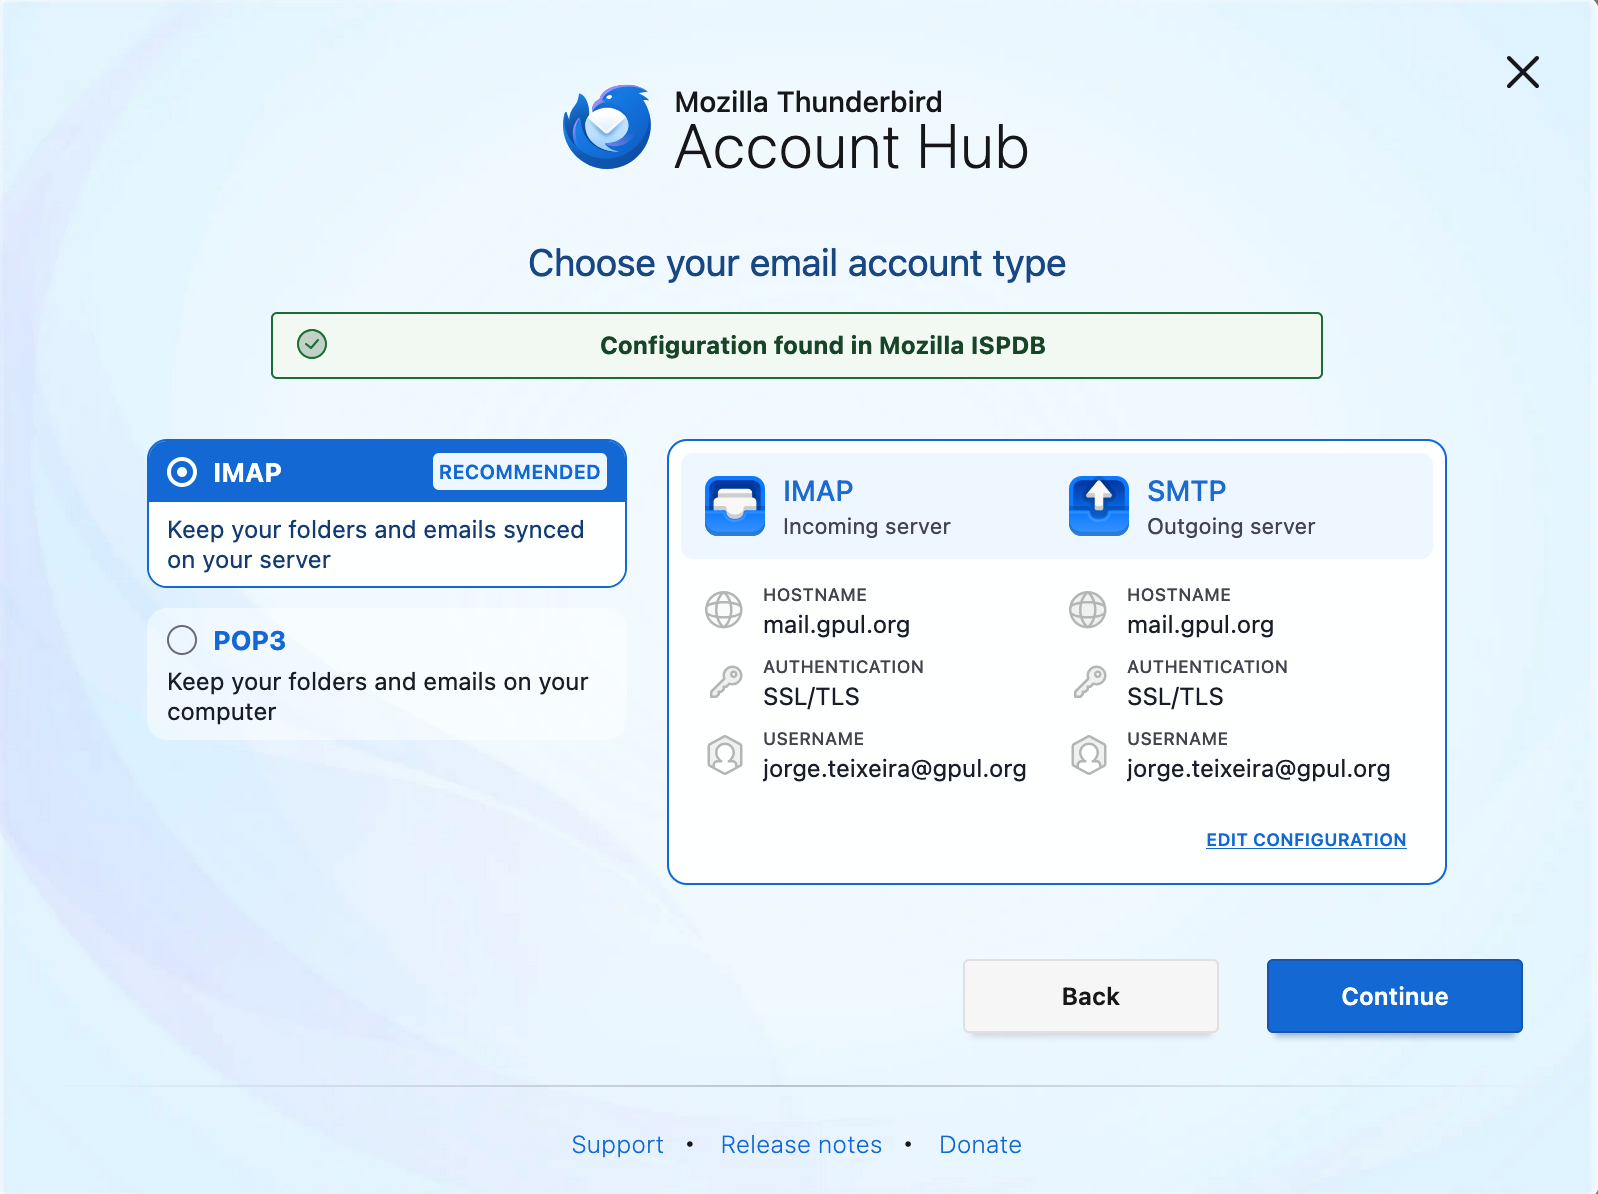 Mozilla Thunderbird
Account Hub
Choose your email account type
Configuration found in Mozilla ISPDB
IMAP
RECOMMENDED
Keep your folders and emails synced
on your server
POP3
Keep your folders and emails on your
computer
IMAP
Incoming server
HOSTNAME
mail.gpul.org
AUTHENTICATION
SSL/TLS
USERNAME
jorge.teixeira@gpul.org
SMTP
Outgoing server
HOSTNAME
mail.gpul.org
AUTHENTICATION
SSL/TLS
USERNAME
jorge.teixeira@gpul.org
EDIT CONFIGURATION
Back
Continue
Support • Release notes • Donate